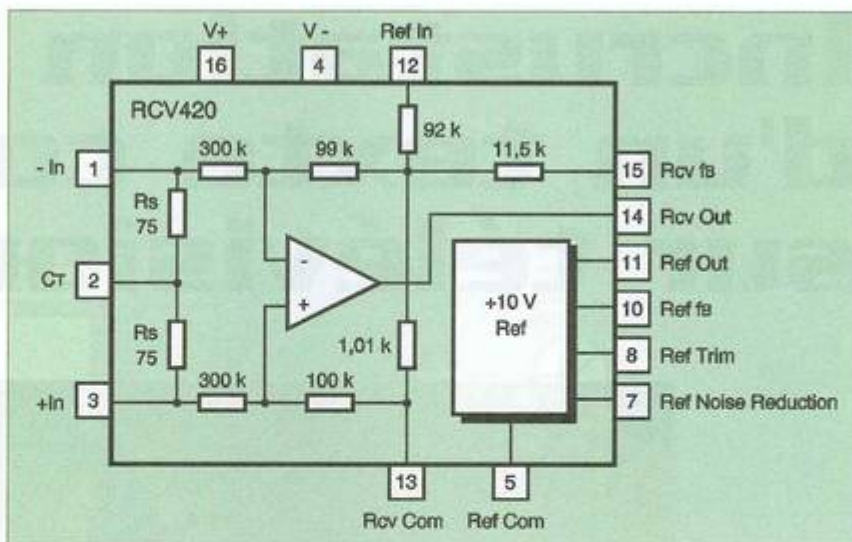 V+ V - Ref In
16 4 12
RCV420
92 k
300 k 99 k 11,5 k
- In 1 15 Rcv fB
Rs 75
14 Rcv Out
CT 2 11 Ref Out
+10 V Ref
10 Ref fB
Rs 75
1,01 k
8 Ref Trim
300 k 100 k
+In 3 7 Ref Noise Reduction
- +
13 5
Rcv Com Ref Com